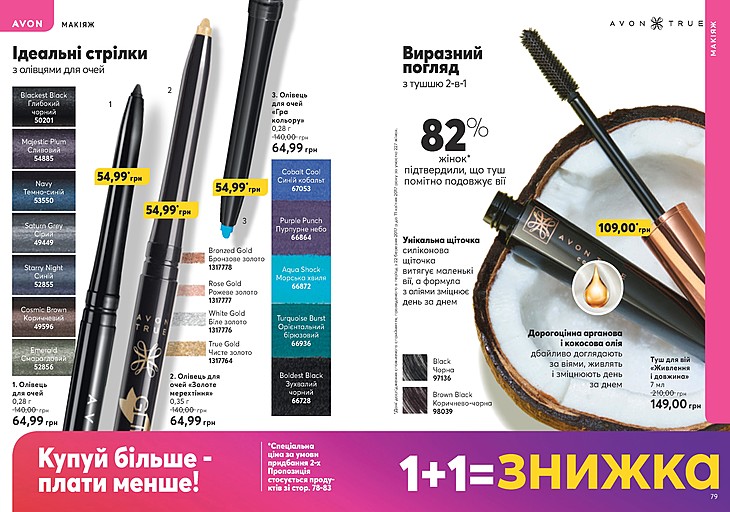 AVON
МАКІЯЖ
Ідеальні стрілки
з олівцями для очей
Blackest Black
Глибокий
чорний
50201
Majestic Plum
Сливовий
54885
Navy
Темно-синій
53550
Saturn Grey
Сірий
49449
Starry Night
Синій
52855
Cosmic Brown
Коричневий
49596
Emerald
Смарагдовий
52856
1. Олівець
для очей
0,28 г
140,00 грн
64,99 грн
1
54,99*грн
2
54,99*грн
54,99*грн
3
3. Олівець
для очей
«Гра
кольору»
0,28 г
140,00 грн
64,99 грн
Cobalt Cool
Синій кобальт
67053
Purple Punch
Пурпурне небо
66864
Aqua Shock
Морська хвиля
66872
Turquoise Burst
Орієнтальний
бірюзовий
66936
Boldest Black
Зухвалий
чорний
66728
Bronzed Gold
Бронзове золото
1317778
Rose Gold
Рожеве золото
1317777
White Gold
Біле золото
1317776
True Gold
Чисте золото
1317764
2. Олівець для
очей «Золоте
мерехтіння»
0,35 г
140,00 грн
64,99 грн
AVON
AVON
TRUE
AVON TRUE
МАКІЯЖ
Виразний
погляд
з тушшю 2-в-1
82%
жінок*
підтвердили, що туш
помітно подовжує вії
Унікальна щіточка
силіконова
щіточка
витягує маленькі
вії, а формула
з оліями зміцнює
день за днем
AVON
109,00*грн
Дорогоцінна арганова
і кокосова олія
дбайливо доглядають
за віями, живлять
і зміцнюють день
за днем
Black
Чорна
97136
Brown Black
Коричнево-чорна
98039
Туш для вій
«Живлення
і довжина»
7 мл
210,00 грн
149,00 грн
Купуй більше -
плати менше!
*Спеціальна
ціна за умови
придбання 2-х
Пропозиція
стосується проду-
ктів зі стор. 78-83
1+1=ЗНИЖКА
79